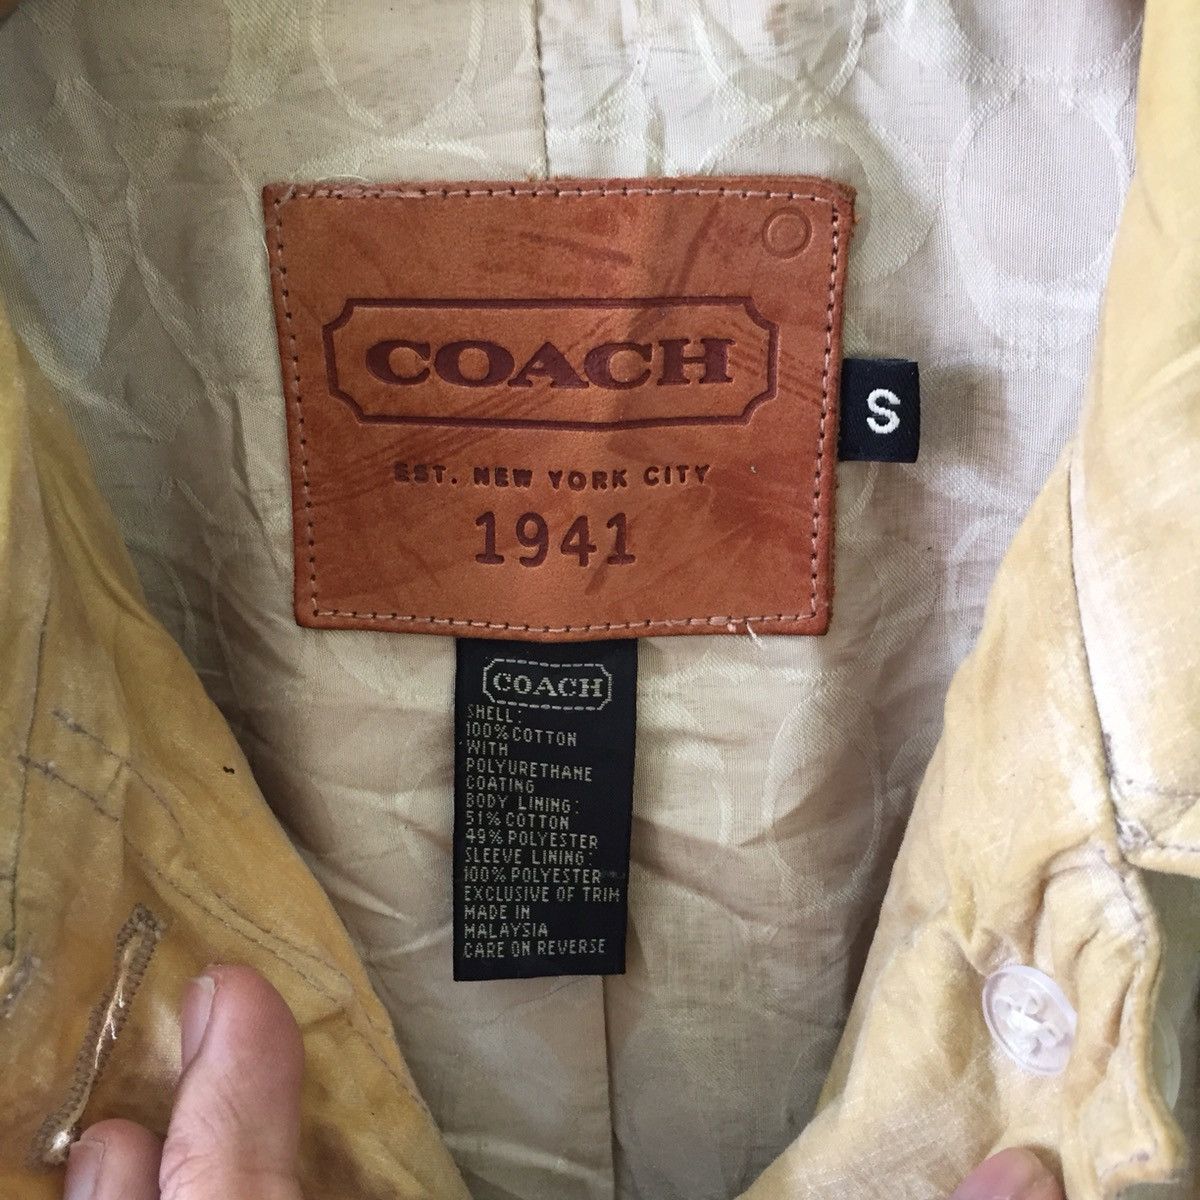 COACH
EST. NEW YORK CITY
1941
S
COACH
SHELL:
100% COTTON
WITH
POLYURETHANE
COATING
BODY LINING:
51% COTTON
49% POLYESTER
SLEEVE LINING:
100% POLYESTER
EXCLUSIVE OF TRIM
MADE IN
MALAYSIA
CARE ON REVERSE